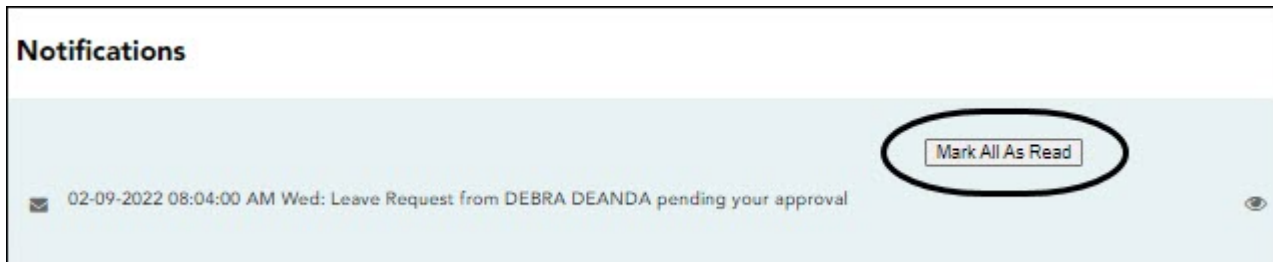 Notifications
Mark All As Read
02-09-2022 08:04:00 AM Wed: Leave Request from DEBRA DEANDA pending your approval